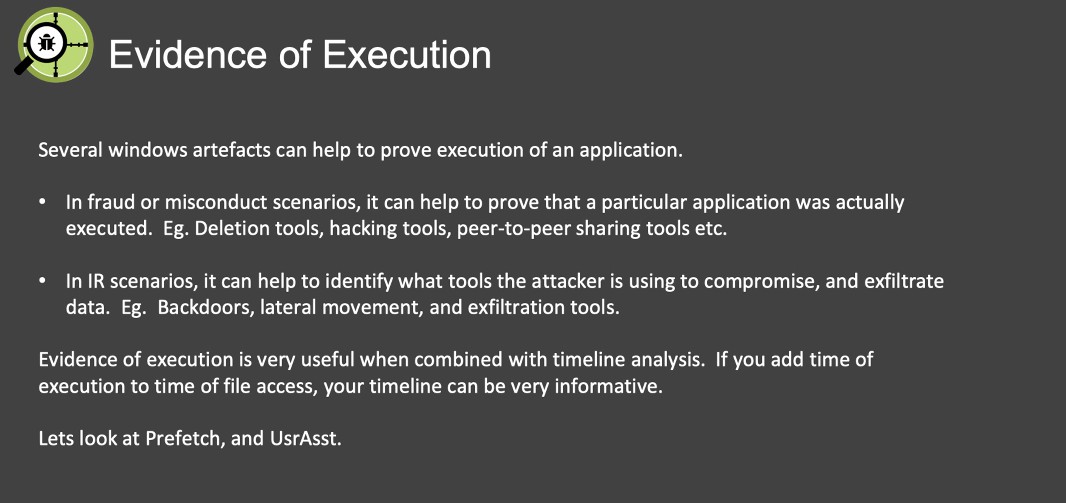 Evidence of Execution
Several windows artefacts can help to prove execution of an application.
• In fraud or misconduct scenarios, it can help to prove that a particular application was actually
executed.  Eg. Deletion tools, hacking tools, peer-to-peer sharing tools etc.
• In IR scenarios, it can help to identify what tools the attacker is using to compromise, and exfiltrate
data.  Eg.  Backdoors, lateral movement, and exfiltration tools.
Evidence of execution is very useful when combined with timeline analysis.  If you add time of
execution to time of file access, your timeline can be very informative.
Lets look at Prefetch, and UsrAsst.